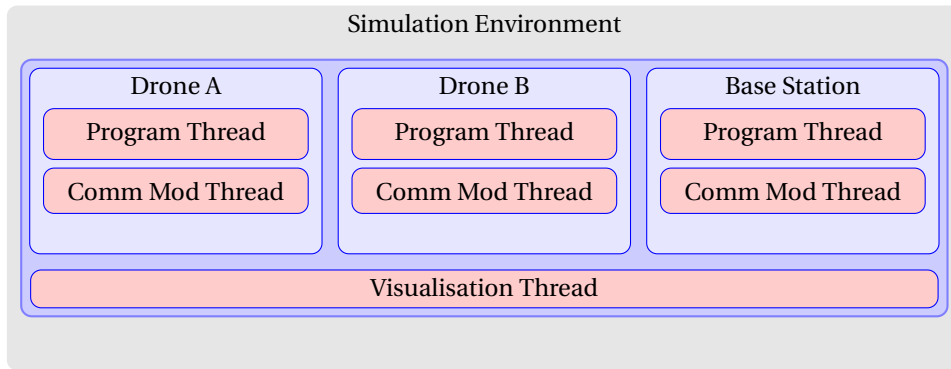 Simulation Environment
Drone A
Program Thread
Comm Mod Thread
Drone B
Program Thread
Comm Mod Thread
Base Station
Program Thread
Comm Mod Thread
Visualisation Thread